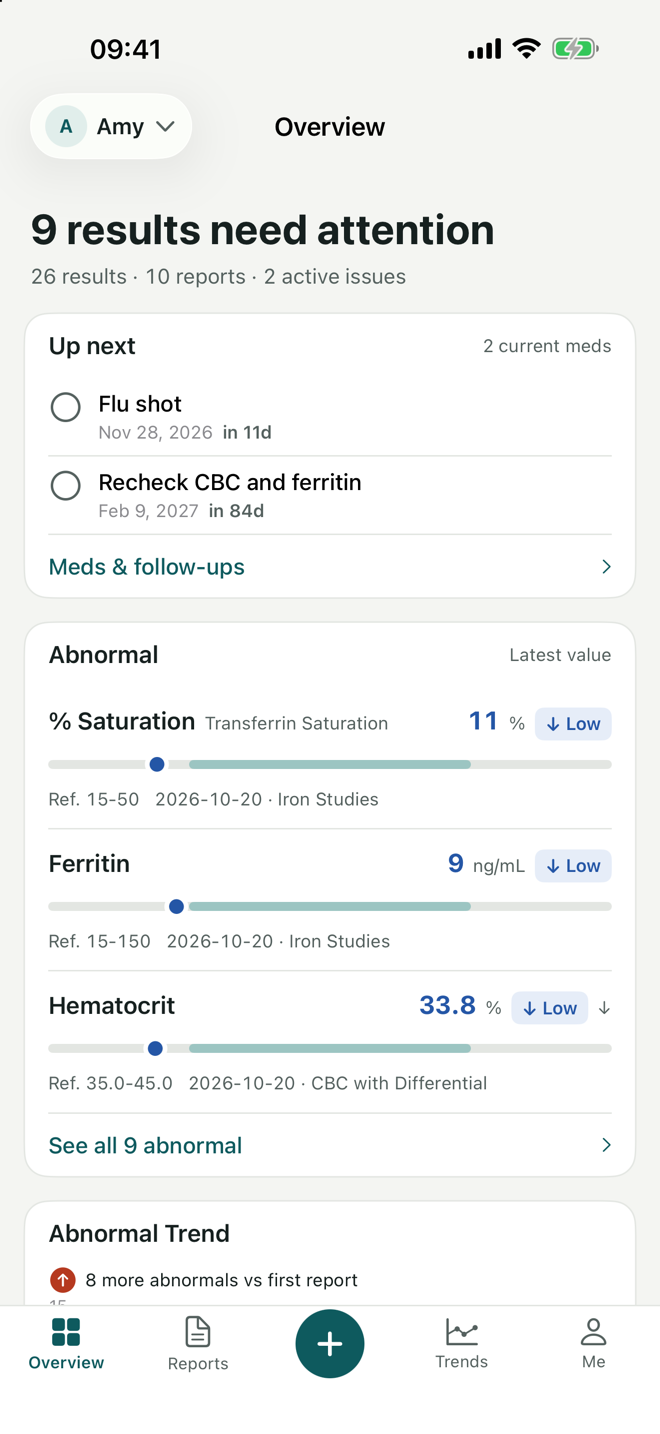 09:41
A Amy
Overview
9 results need attention
26 results · 10 reports · 2 active issues
Up next 2 current meds
Flu shot
Nov 28, 2026 in 11d
Recheck CBC and ferritin
Feb 9, 2027 in 84d
Meds & follow-ups
Abnormal Latest value
% Saturation Transferrin Saturation 11 % ↓ Low
Ref. 15-50 2026-10-20 · Iron Studies
Ferritin 9 ng/mL ↓ Low
Ref. 15-150 2026-10-20 · Iron Studies
Hematocrit 33.8 % ↓ Low ↓
Ref. 35.0-45.0 2026-10-20 · CBC with Differential
See all 9 abnormal
Abnormal Trend
8 more abnormals vs first report
Overview Reports Trends Me